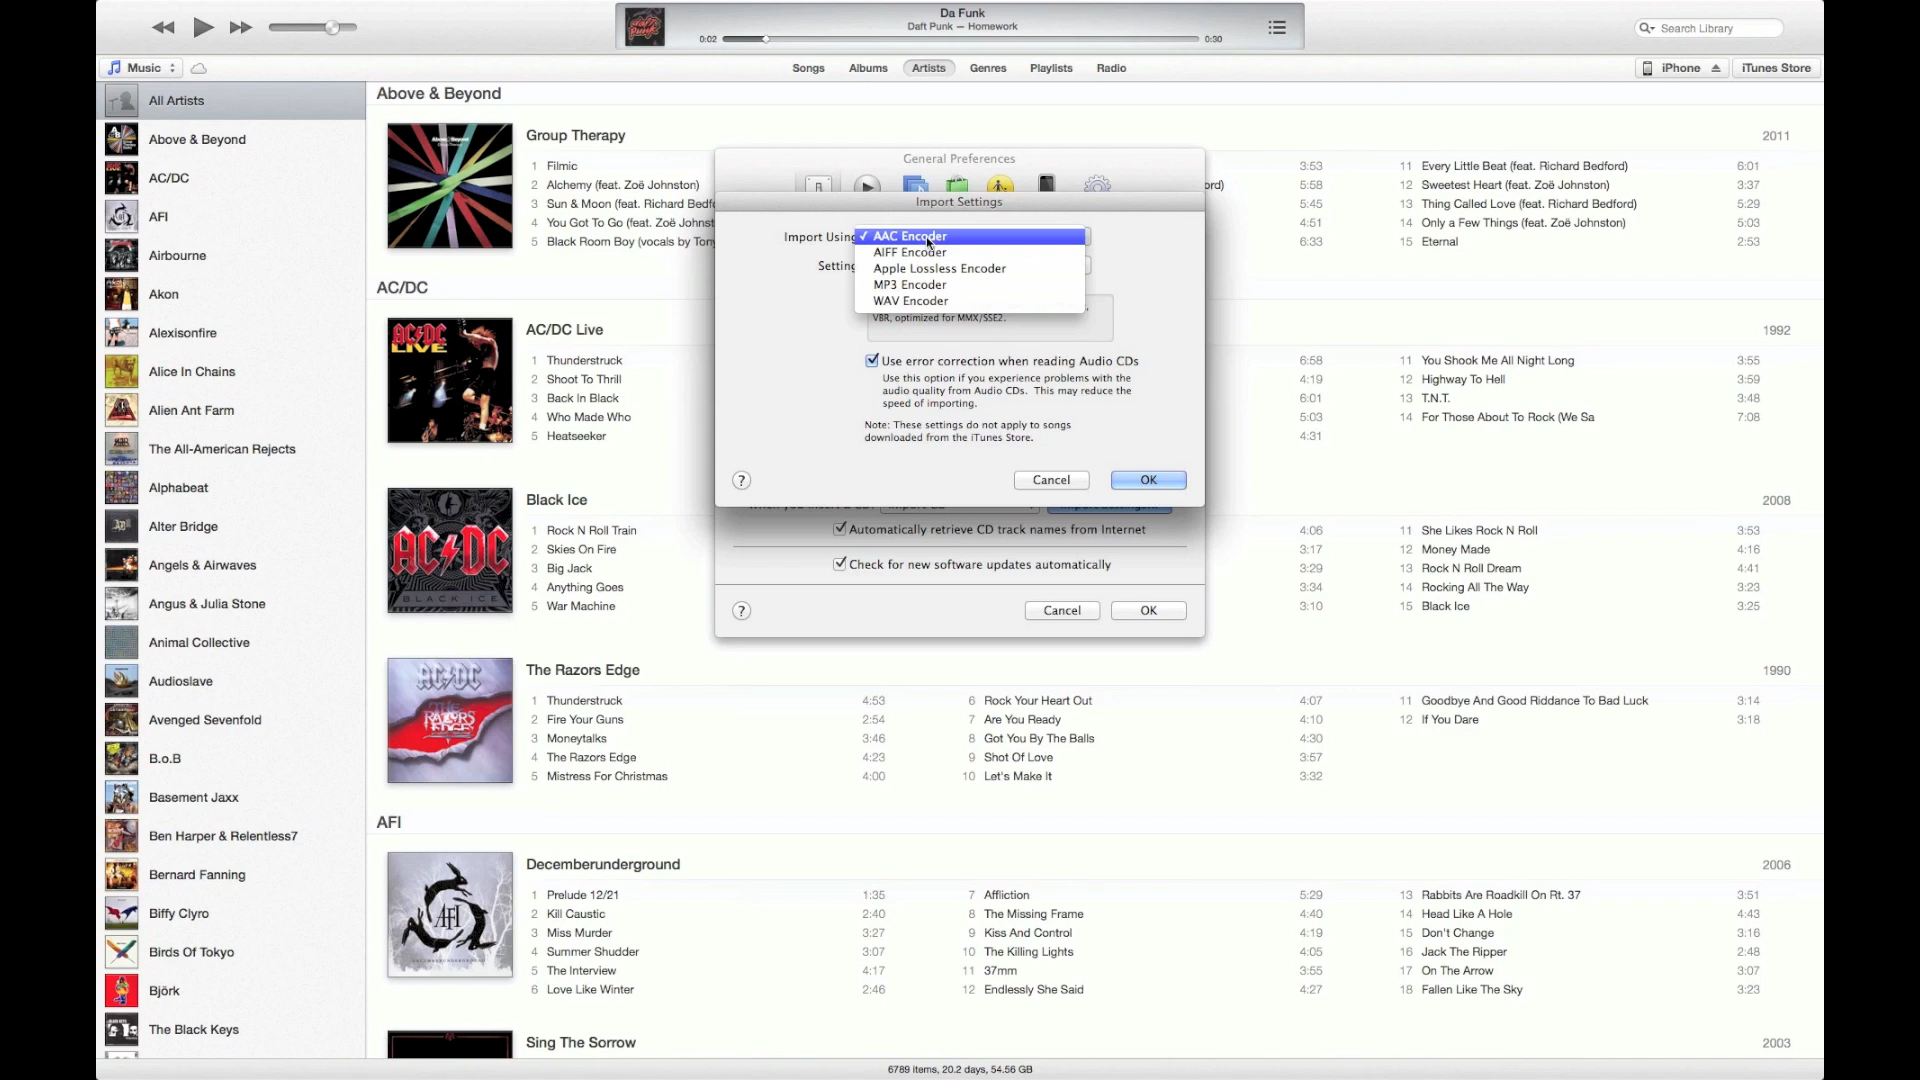 Da Funk
Daft Punk — Homework
0:02
0:30
Search Library
Music
Songs
Albums
Artists
Genres
Playlists
Radio
iPhone
iTunes Store
All Artists
Above & Beyond
AC/DC
AFI
Airbourne
Akon
Alexisonfire
Alice In Chains
Alien Ant Farm
The All-American Rejects
Alphabeat
Alter Bridge
Angels & Airwaves
Angus & Julia Stone
Animal Collective
Audioslave
Avenged Sevenfold
B.o.B
Basement Jaxx
Ben Harper & Relentless7
Bernard Fanning
Biffy Clyro
Birds Of Tokyo
Björk
The Black Keys
Above & Beyond
Group Therapy 2011
1 Filmic 3:53 11 Every Little Beat (feat. Richard Bedford) 6:01
2 Alchemy (feat. Zoë Johnston) 5:58 12 Sweetest Heart (feat. Zoë Johnston) 3:37
3 Sun & Moon (feat. Richard 5:45 13 Thing Called Love (feat. Richard Bedford) 5:29
4 You Got To Go (feat. Zoë 4:51 14 Only a Few Things (feat. Zoë Johnston) 5:03
5 Black Room Boy (vocals by Tony 6:33 15 Eternal 2:53
AC/DC
AC/DC Live 1992
1 Thunderstruck 6:58 11 You Shook Me All Night Long 3:55
2 Shoot To Thrill 4:19 12 Highway To Hell 3:59
3 Back In Black 6:01 13 T.N.T. 3:48
4 Who Made Who 5:03 14 For Those About To Rock (We Sa 7:08
5 Heatseeker 4:31
Black Ice 2008
1 Rock N Roll Train 4:06 11 She Likes Rock N Roll 3:53
2 Skies On Fire 3:17 12 Money Made 4:16
3 Big Jack 3:29 13 Rock N Roll Dream 4:41
4 Anything Goes 3:34 14 Rocking All The Way 3:23
5 War Machine 3:10 15 Black Ice 3:25
The Razors Edge 1990
1 Thunderstruck 4:53 6 Rock Your Heart Out 4:07 11 Goodbye And Good Riddance To Bad Luck 3:14
2 Fire Your Guns 2:54 7 Are You Ready 4:10 12 If You Dare 3:18
3 Moneytalks 3:46 8 Got You By The Balls 4:30
4 The Razors Edge 4:23 9 Shot Of Love 3:57
5 Mistress For Christmas 4:00 10 Let's Make It 3:32
AFI
Decemberunderground 2006
1 Prelude 12/21 1:35 7 Affliction 5:29 13 Rabbits Are Roadkill On Rt. 37 3:51
2 Kill Caustic 2:40 8 The Missing Frame 4:40 14 Head Like A Hole 4:43
3 Miss Murder 3:27 9 Kiss And Control 4:19 15 Don't Change 3:16
4 Summer Shudder 3:07 10 The Killing Lights 4:05 16 Jack The Ripper 2:48
5 The Interview 4:17 11 37mm 3:55 17 On The Arrow 3:07
6 Love Like Winter 2:46 12 Endlessly She Said 4:27 18 Fallen Like The Sky 3:23
Sing The Sorrow 2003
General Preferences
Import Settings
Import Using
AAC Encoder
AIFF Encoder
Apple Lossless Encoder
MP3 Encoder
WAV Encoder
Setting
VBR, optimized for MMX/SSE2.
Use error correction when reading Audio CDs
Use this option if you experience problems with the
audio quality from Audio CDs. This may reduce the
speed of importing.
Note: These settings do not apply to songs
downloaded from the iTunes Store.
? Cancel OK
Automatically retrieve CD track names from Internet
Check for new software updates automatically
? Cancel OK
6789 items, 20.2 days, 54.56 GB